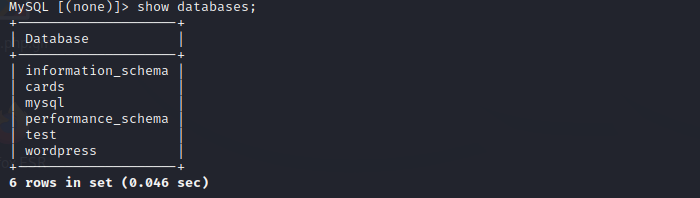 MySQL [(none)]> show databases;
+--------------------+
| Database           |
+--------------------+
| information_schema |
| cards              |
| mysql              |
| performance_schema |
| test               |
| wordpress          |
+--------------------+
6 rows in set (0.046 sec)